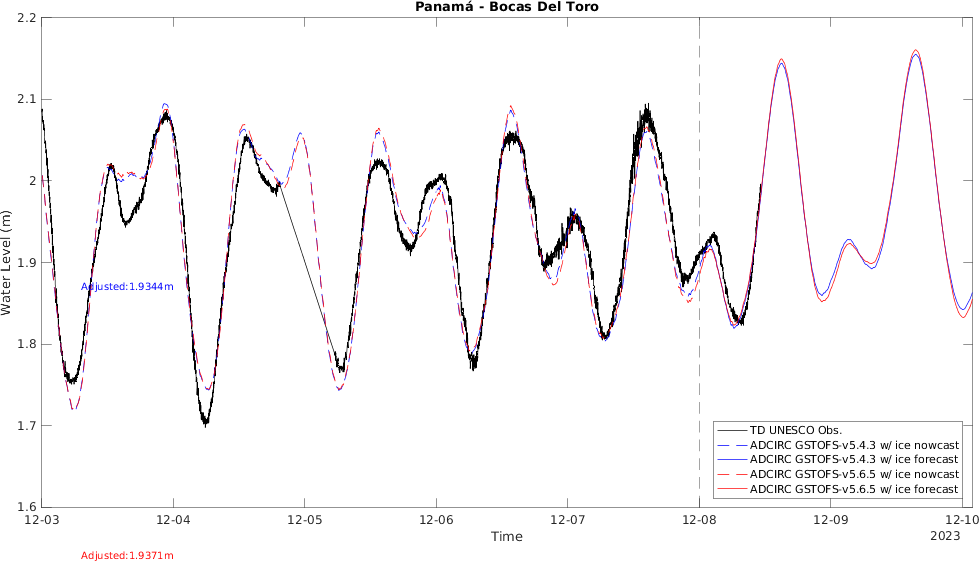 Panamá - Bocas Del Toro
Water Level (m)
2.2
2.1
2
1.9
1.8
1.7
1.6
Adjusted:1.9344m
TD UNESCO Obs.
ADCIRC GSTOFS-v5.4.3 w/ ice nowcast
ADCIRC GSTOFS-v5.4.3 w/ ice forecast
ADCIRC GSTOFS-v5.6.5 w/ ice nowcast
ADCIRC GSTOFS-v5.6.5 w/ ice forecast
12-03 12-04 12-05 12-06 12-07 12-08 12-09 12-10
Time
2023
Adjusted:1.9371m